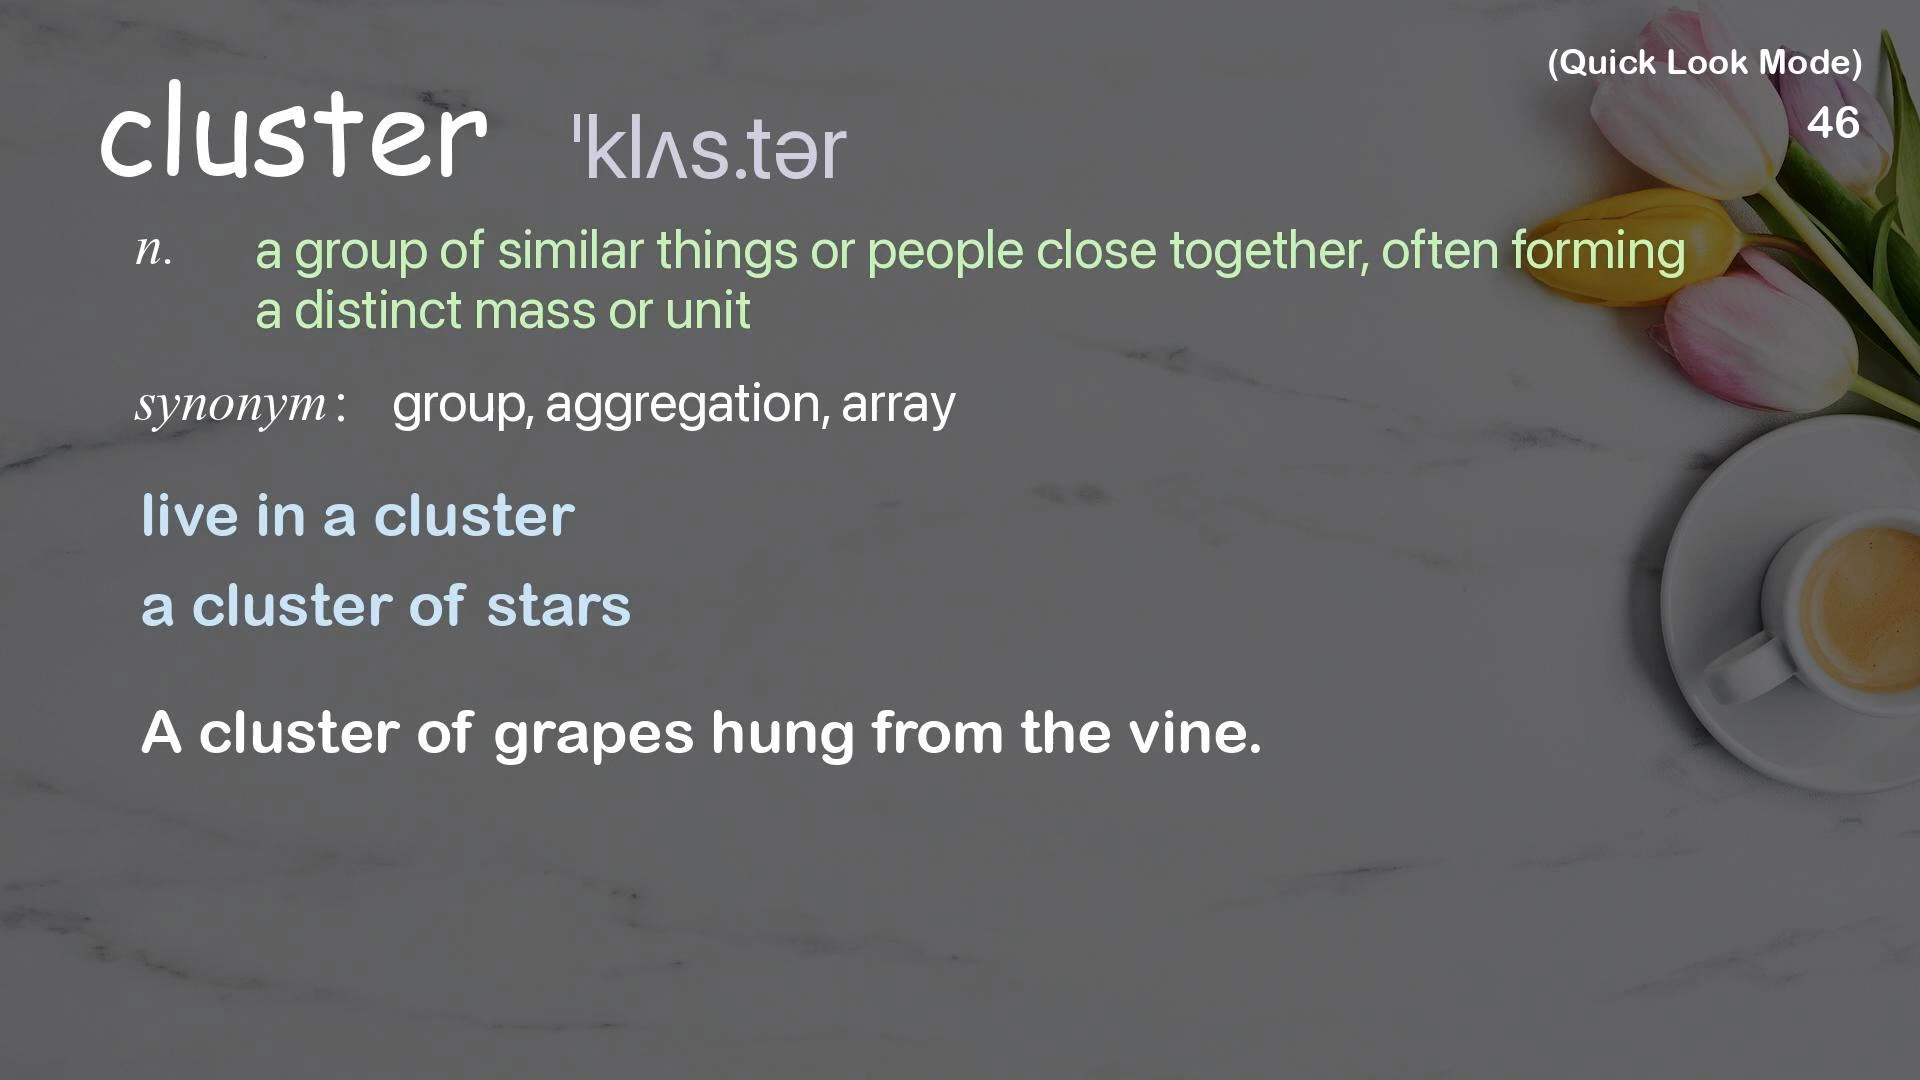 (Quick Look Mode)
46
cluster ˈklʌs.tər
n. a group of similar things or people close together, often forming
a distinct mass or unit
synonym: group, aggregation, array
live in a cluster
a cluster of stars
A cluster of grapes hung from the vine.